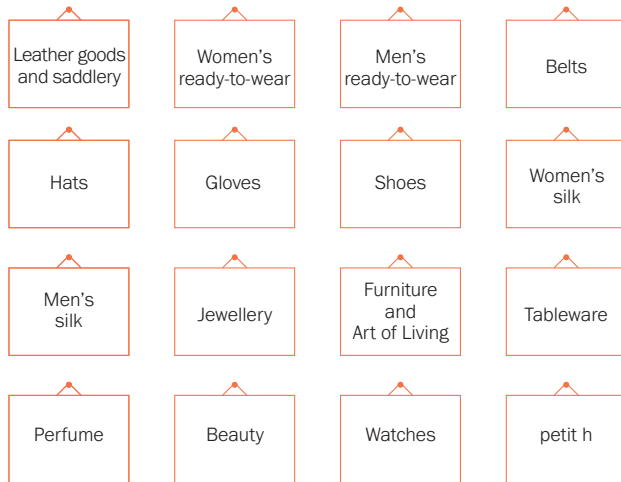 Leather goods
and saddlery
Women’s
ready-to-wear
Men’s
ready-to-wear
Belts
Hats
Gloves
Shoes
Women’s
silk
Men’s
silk
Jewellery
Furniture
and
Art of Living
Tableware
Perfume
Beauty
Watches
petit h